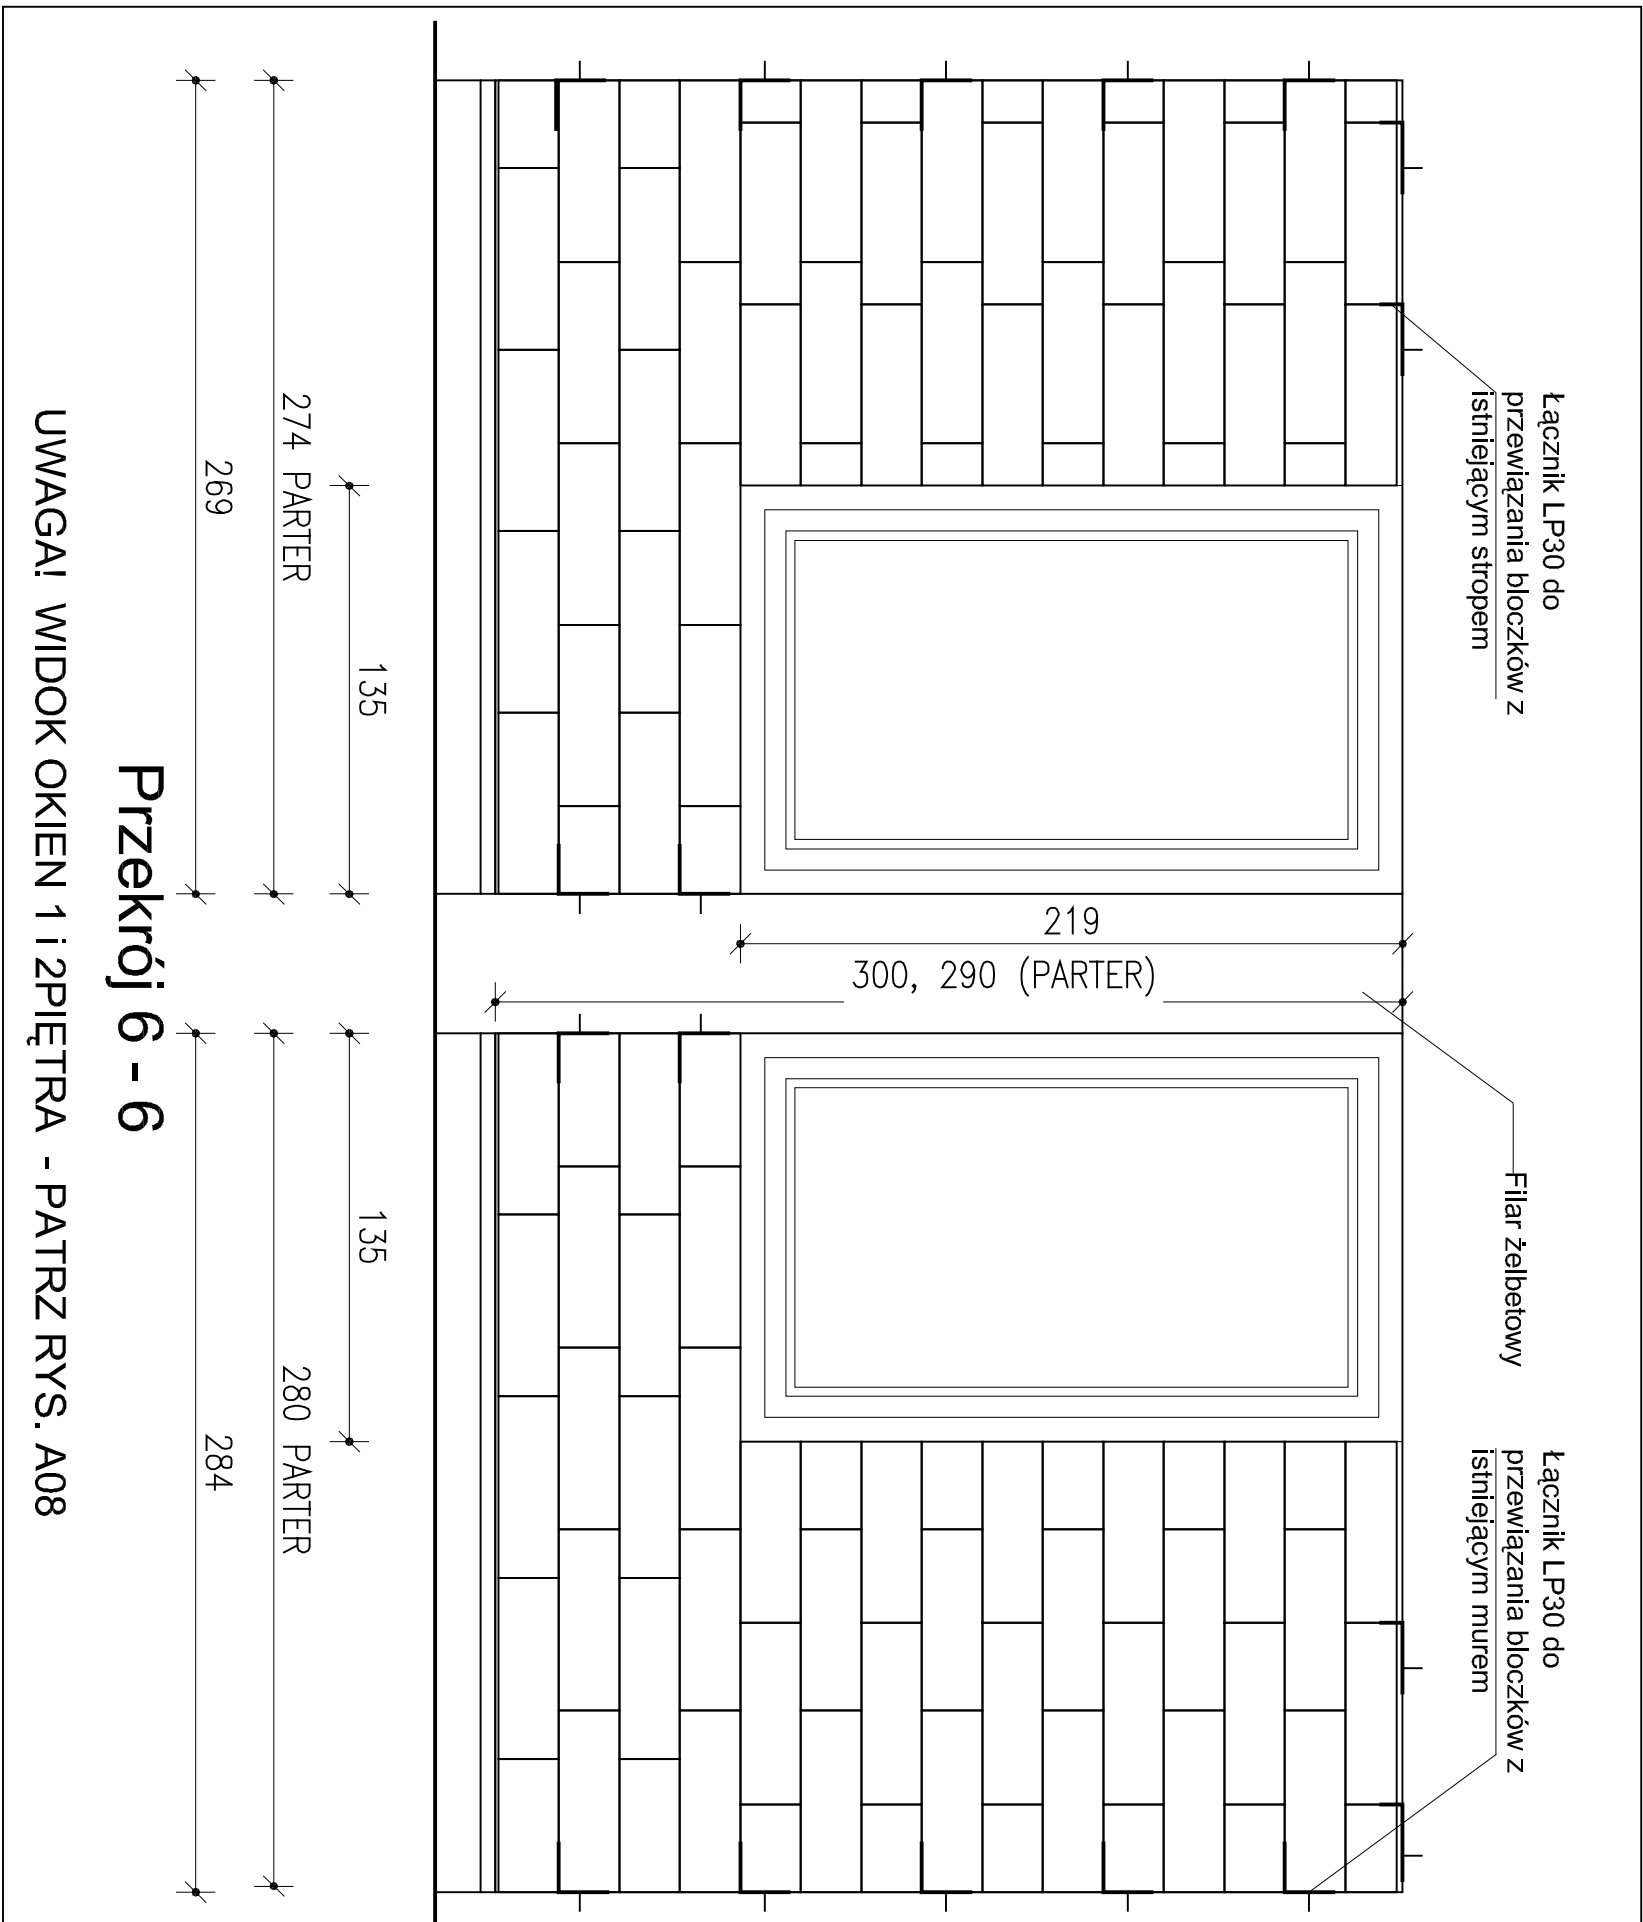 Łącznik LP30 do
przewiązania bloczków z
istniejącym stropem
Filar żelbetowy
Łącznik LP30 do
przewiązania bloczków z
istniejącym murem
219
300, 290 (PARTER)
135
135
274 PARTER
280 PARTER
269
284
Przekrój 6 - 6
UWAGA! WIDOK OKIEN 1 i 2PIĘTRA - PATRZ RYS. A08